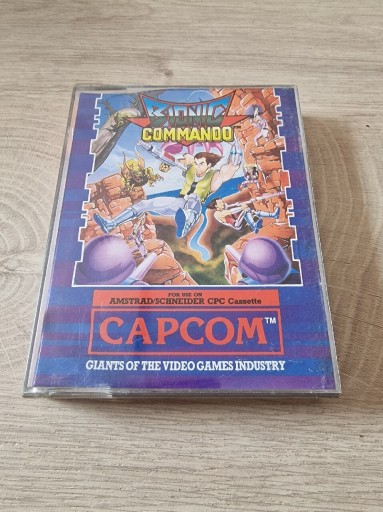 BIONIC
COMMANDO
FOR USE ON
AMSTRAD/SCHNEIDER CPC Cassette
CAPCOM™
GIANTS OF THE VIDEO GAMES INDUSTRY